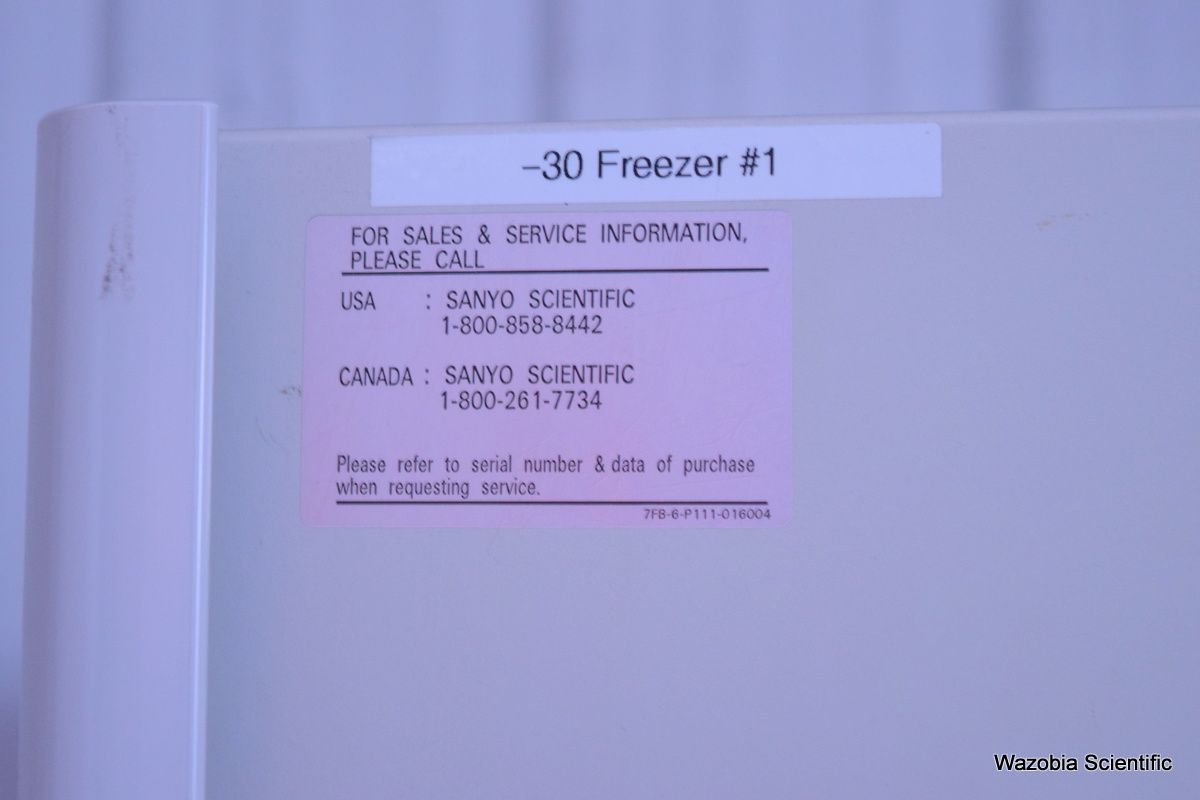 -30 Freezer #1
FOR SALES & SERVICE INFORMATION,
PLEASE CALL
USA : SANYO SCIENTIFIC
1-800-858-8442
CANADA : SANYO SCIENTIFIC
1-800-261-7734
Please refer to serial number & data of purchase
when requesting service.
7FB-6-P111-016004
Wazobia Scientific